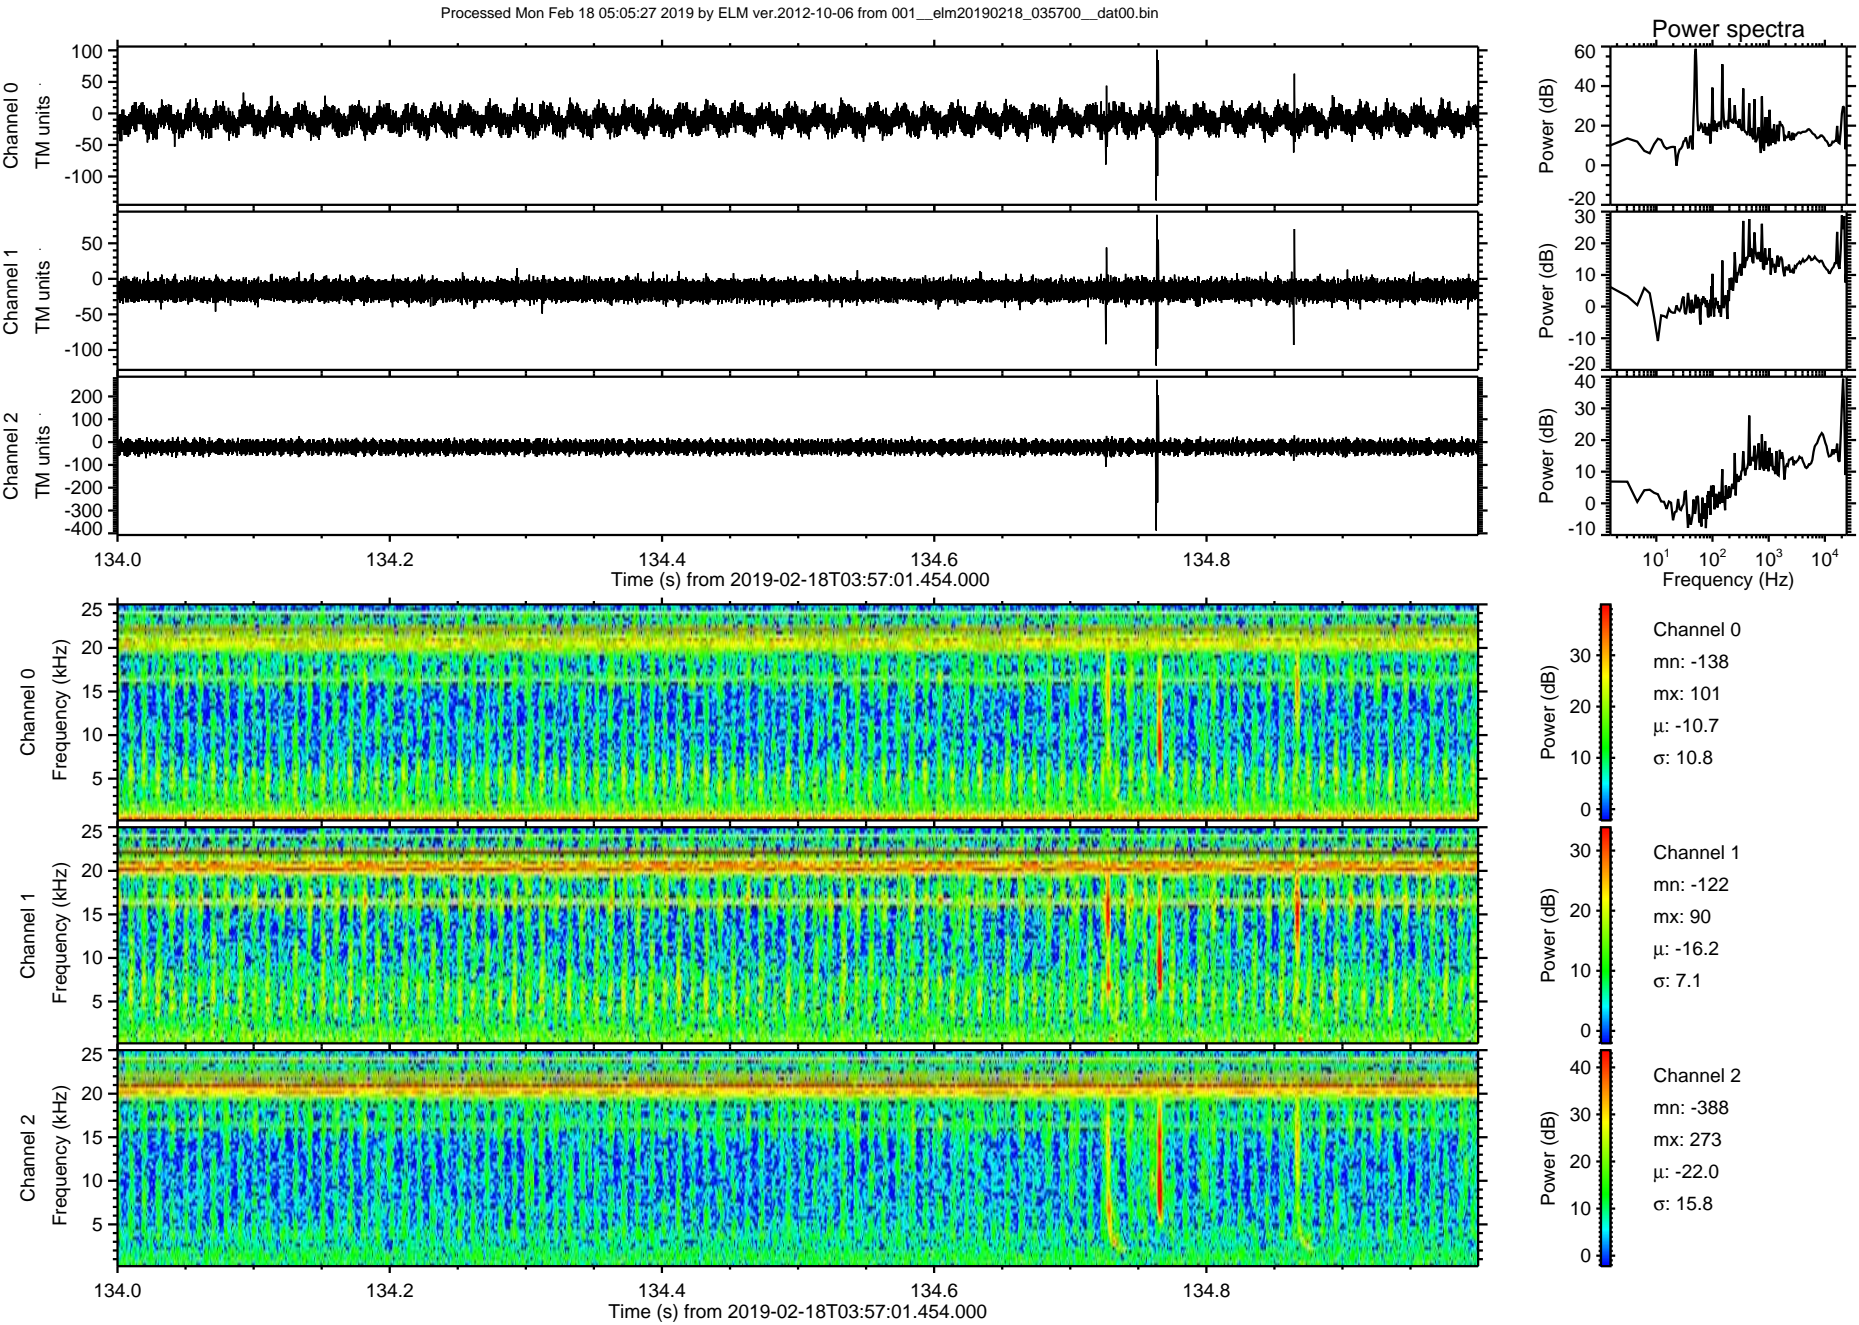 Processed Mon Feb 18 05:05:27 2019 by ELM ver.2012-10-06 from 001__elm20190218_035700__dat00.bin
Power spectra
Channel 0
TM units
100
50
0
-50
-100
Power (dB)
60
40
20
0
-20
Channel 1
TM units
50
0
-50
-100
Power (dB)
30
20
10
0
-10
-20
Channel 2
TM units
200
100
0
-100
-200
-300
-400
Power (dB)
40
30
20
10
0
-10
134.0 134.2 134.4 134.6 134.8
Time (s) from 2019-02-18T03:57:01.454.000
10¹ 10² 10³ 10⁴
Frequency (Hz)
Channel 0
Frequency (kHz)
25
20
15
10
5
Power (dB)
30
20
10
0
Channel 0
mn: -138
mx: 101
μ: -10.7
σ: 10.8
Channel 1
Frequency (kHz)
25
20
15
10
5
Power (dB)
30
20
10
0
Channel 1
mn: -122
mx: 90
μ: -16.2
σ: 7.1
Channel 2
Frequency (kHz)
25
20
15
10
5
Power (dB)
40
30
20
10
0
Channel 2
mn: -388
mx: 273
μ: -22.0
σ: 15.8
134.0 134.2 134.4 134.6 134.8
Time (s) from 2019-02-18T03:57:01.454.000